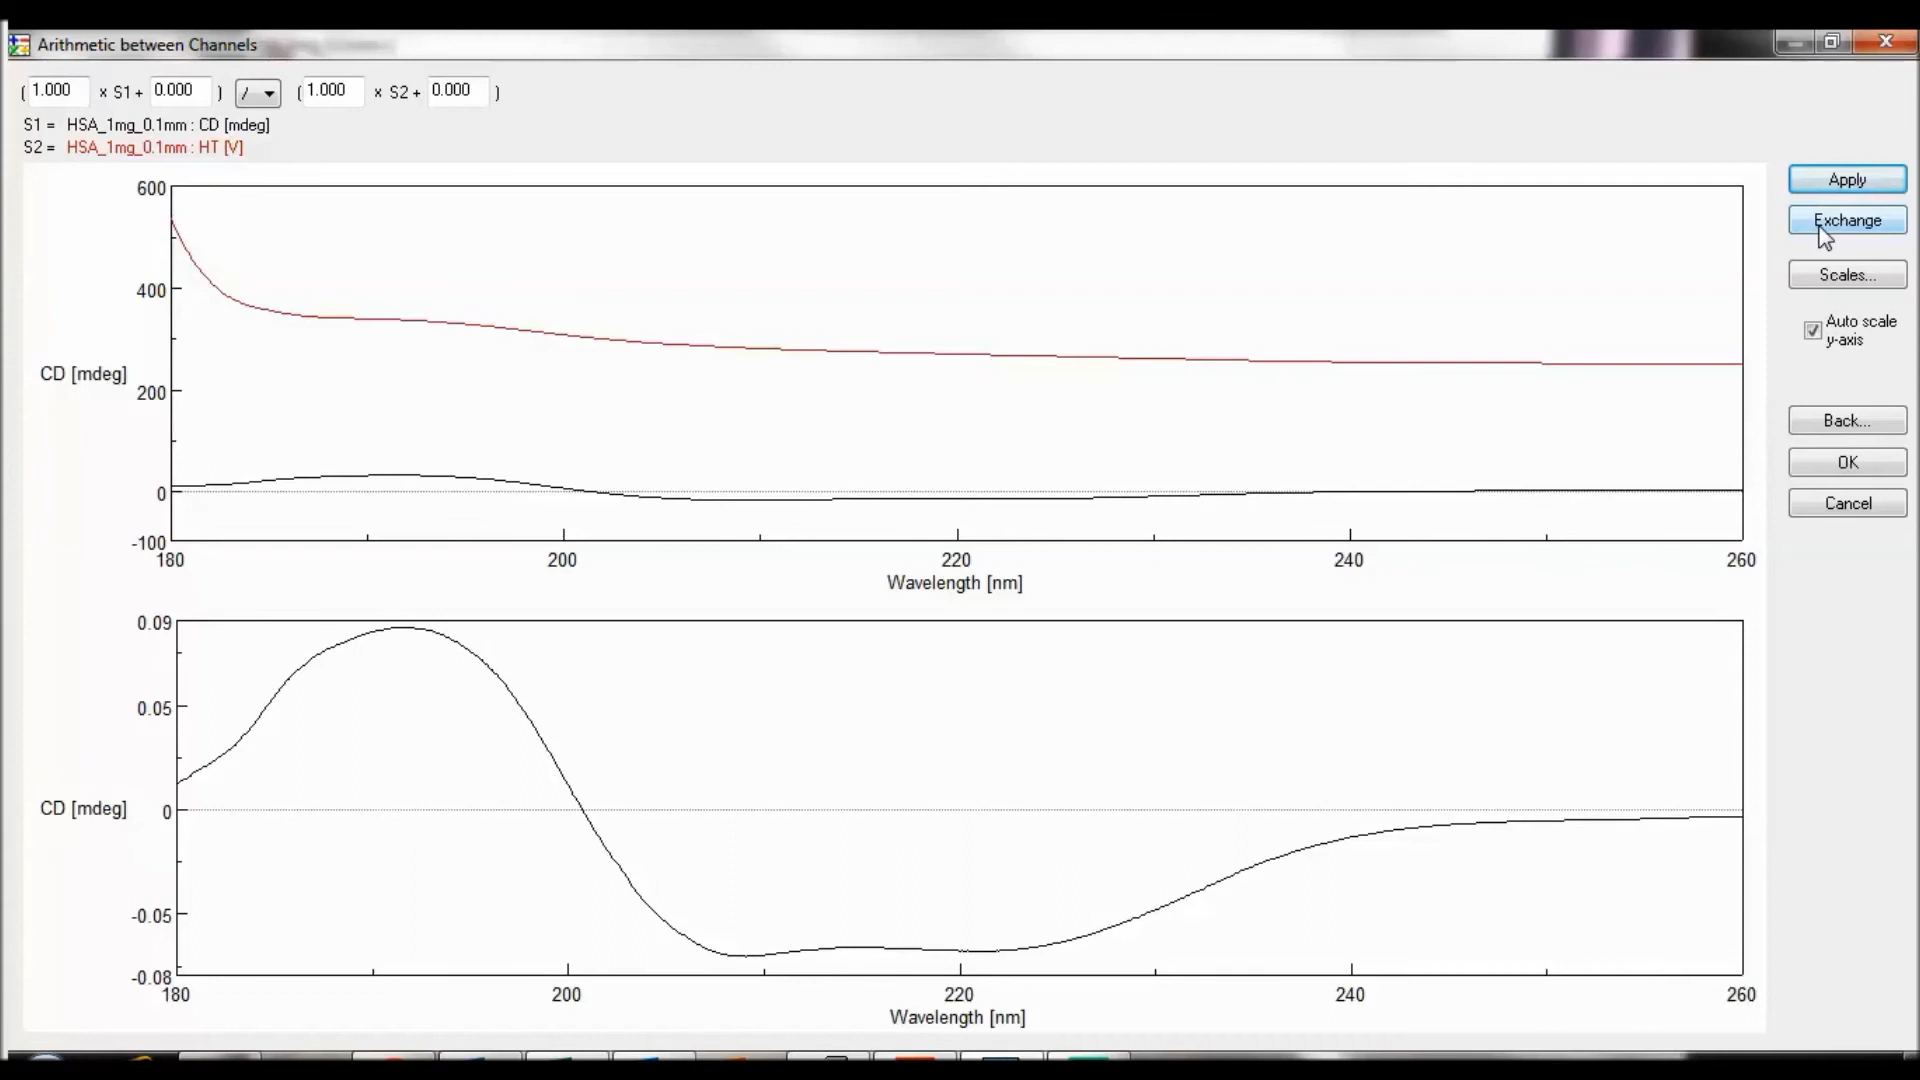 Arithmetic between Channels
( 1.000 x S1 + 0.000 ) / ( 1.000 x S2 + 0.000 )
S1 = HSA_1mg_0.1mm : CD [mdeg]
S2 = HSA_1mg_0.1mm : HT [V]
Apply
Exchange
Scales...
Auto scale
y-axis
Back...
OK
Cancel
600
400
CD [mdeg]
200
0
-100
180 200 220 240 260
Wavelength [nm]
0.09
0.05
CD [mdeg]
0
-0.05
-0.08
180 200 220 240 260
Wavelength [nm]